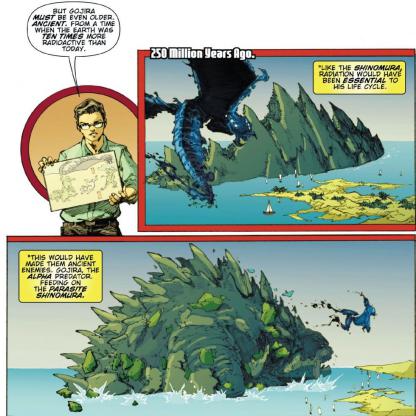 BUT GOJIRA
MUST BE EVEN OLDER.
ANCIENT. FROM A TIME
WHEN THE EARTH WAS
TEN TIMES MORE
RADIOACTIVE THAN
TODAY.
250 Million Years Ago.
"LIKE THE SHINOMURA,
RADIATION WOULD HAVE
BEEN ESSENTIAL TO
HIS LIFE CYCLE.
"THIS WOULD HAVE
MADE THEM ANCIENT
ENEMIES. GOJIRA, THE
ALPHA PREDATOR.
FEEDING ON
THE PARASITE
SHINOMURA.